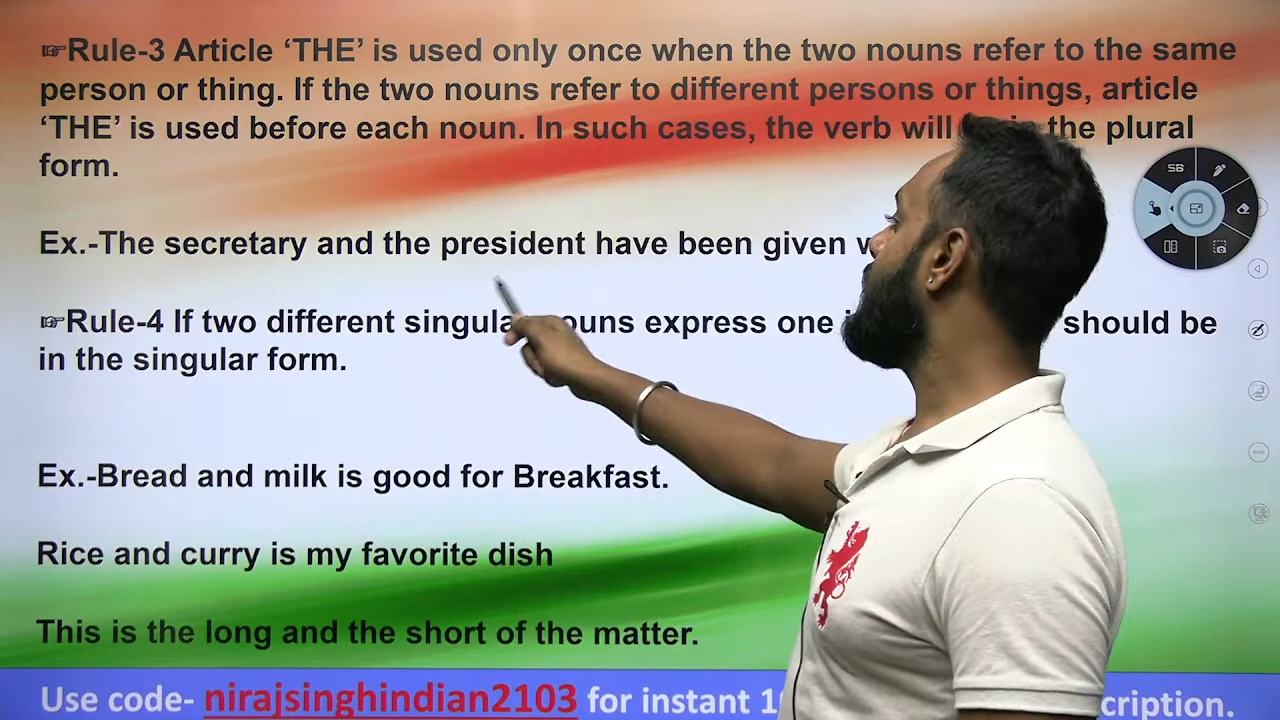 ☞Rule-3 Article ‘THE’ is used only once when the two nouns refer to the same
person or thing. If the two nouns refer to different persons or things, article
‘THE’ is used before each noun. In such cases, the verb will in the plural
form.
Ex.-The secretary and the president have been given
☞Rule-4 If two different singular nouns express one should be
in the singular form.
Ex.-Bread and milk is good for Breakfast.
Rice and curry is my favorite dish
This is the long and the short of the matter.
Use code- nirajsinghindian2103 for instant
SB